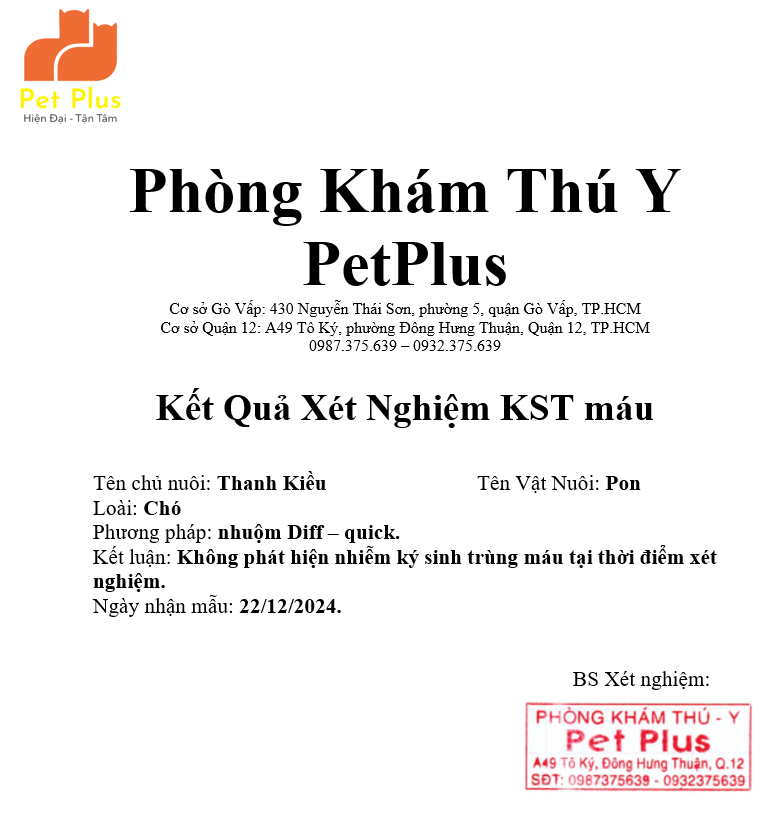 Pet Plus
Hiện Đại - Tận Tâm
Phòng Khám Thú Y
PetPlus
Cơ sở Gò Vấp: 430 Nguyễn Thái Sơn, phường 5, quận Gò Vấp, TP.HCM
Cơ sở Quận 12: A49 Tô Ký, phường Đông Hưng Thuận, Quận 12, TP.HCM
0987.375.639 – 0932.375.639
Kết Quả Xét Nghiệm KST máu
Tên chủ nuôi: Thanh Kiều Tên Vật Nuôi: Pon
Loài: Chó
Phương pháp: nhuộm Diff – quick.
Kết luận: Không phát hiện nhiễm ký sinh trùng máu tại thời điểm xét
nghiệm.
Ngày nhận mẫu: 22/12/2024.
BS Xét nghiệm:
PHÒNG KHÁM THÚ - Y
Pet Plus
A49 Tô Ký, Đông Hưng Thuận, Q.12
SĐT: 0987375639 - 0932375639